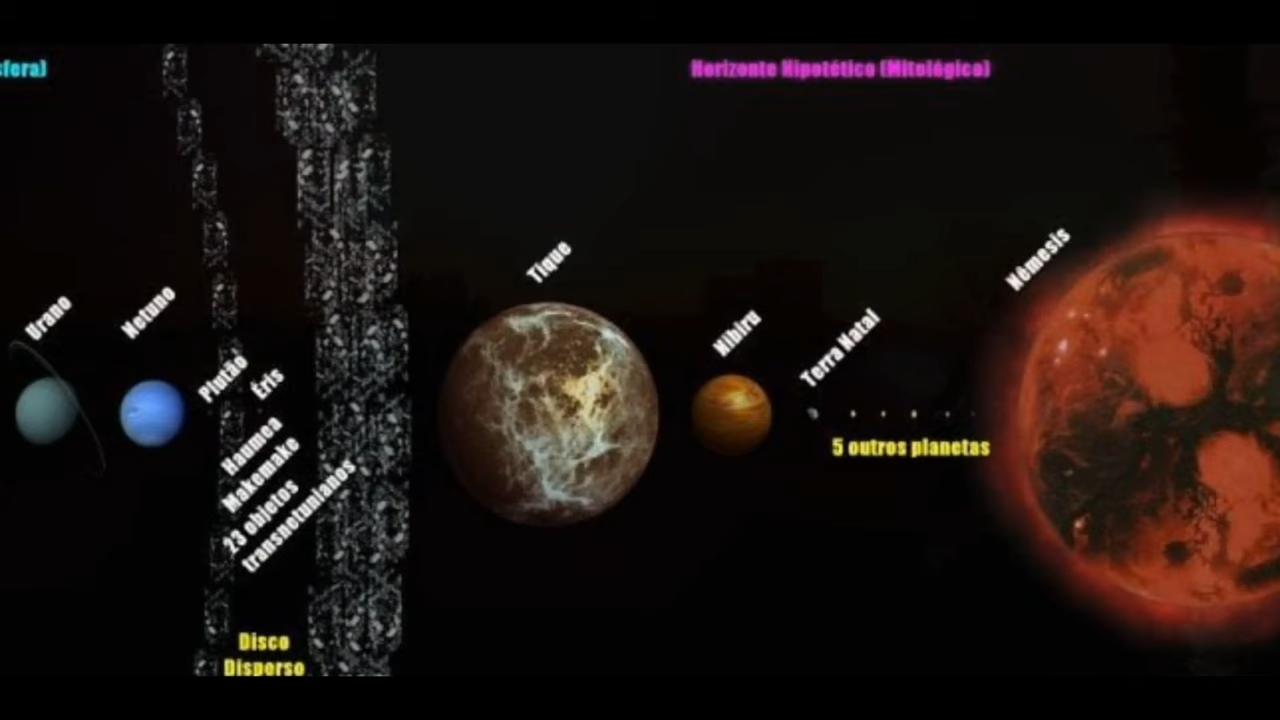 sfera)
Horizonte Hipotético (Mitológico)
Urano
Netuno
Plutão
Éris
Haumea
Makemake
23 objetos
transnetunianos
Disco
Disperso
Tique
Nibiru
Terra Natal
5 outros planetas
Nêmesis